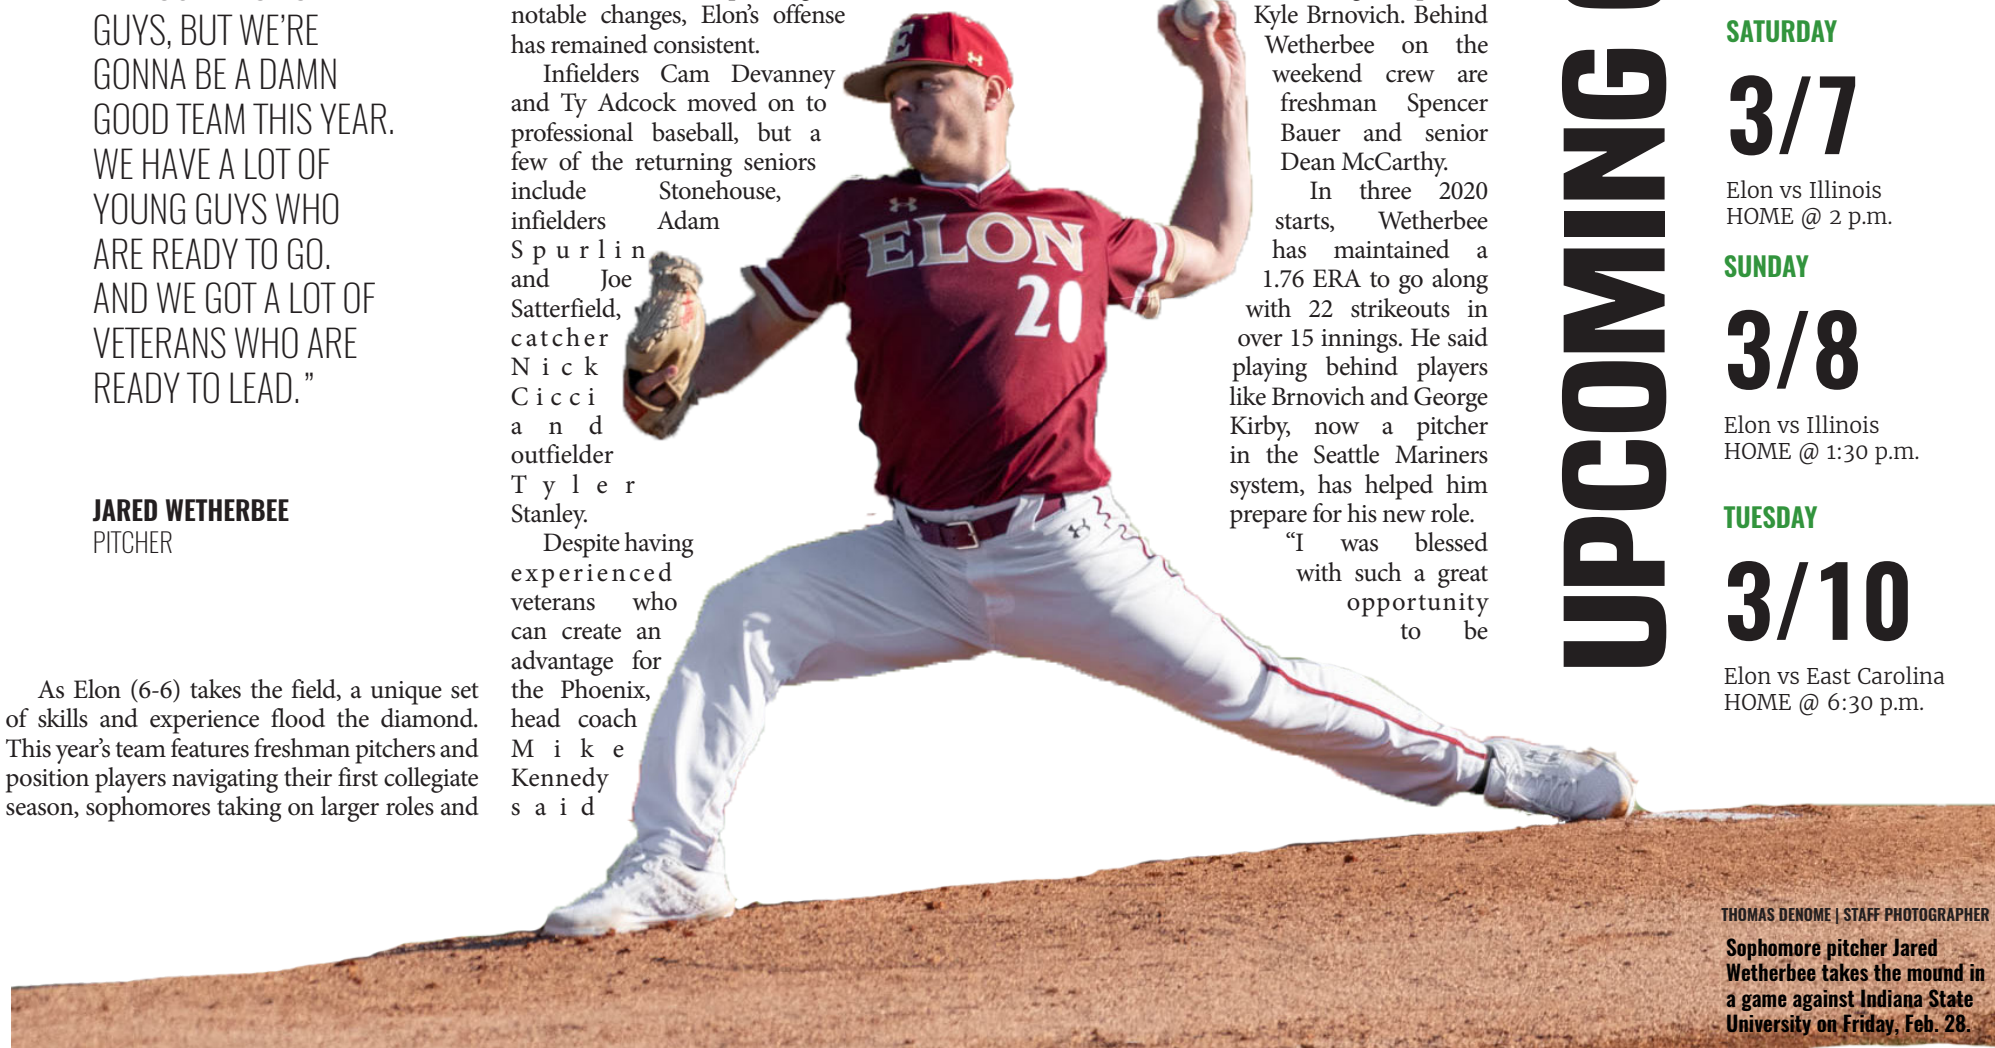 GUYS, BUT WE'RE
GONNA BE A DAMN
GOOD TEAM THIS YEAR.
WE HAVE A LOT OF
YOUNG GUYS WHO
ARE READY TO GO.
AND WE GOT A LOT OF
VETERANS WHO ARE
READY TO LEAD.”
JARED WETHERBEE
PITCHER
As Elon (6-6) takes the field, a unique set
of skills and experience flood the diamond.
This year’s team features freshman pitchers and
position players navigating their first collegiate
season, sophomores taking on larger roles and
notable changes, Elon’s offense
has remained consistent.
Infielders Cam Devanney
and Ty Adcock moved on to
professional baseball, but a
few of the returning seniors
include Stonehouse,
infielders Adam
Spurlin
and Joe
Satterfield,
catcher
Nick
Cicci
and
outfielder
Tyler
Stanley.
Despite having
experienced
veterans who
can create an
advantage for
the Phoenix,
head coach
Mike
Kennedy
said
E
ELON
20
Kyle Brnovich. Behind
Wetherbee on the
weekend crew are
freshman Spencer
Bauer and senior
Dean McCarthy.
In three 2020
starts, Wetherbee
has maintained a
1.76 ERA to go along
with 22 strikeouts in
over 15 innings. He said
playing behind players
like Brnovich and George
Kirby, now a pitcher
in the Seattle Mariners
system, has helped him
prepare for his new role.
“I was blessed
with such a great
opportunity
to be
UPCOMING
SATURDAY
3/7
Elon vs Illinois
HOME @ 2 p.m.
SUNDAY
3/8
Elon vs Illinois
HOME @ 1:30 p.m.
TUESDAY
3/10
Elon vs East Carolina
HOME @ 6:30 p.m.
THOMAS DENOME | STAFF PHOTOGRAPHER
Sophomore pitcher Jared
Wetherbee takes the mound in
a game against Indiana State
University on Friday, Feb. 28.